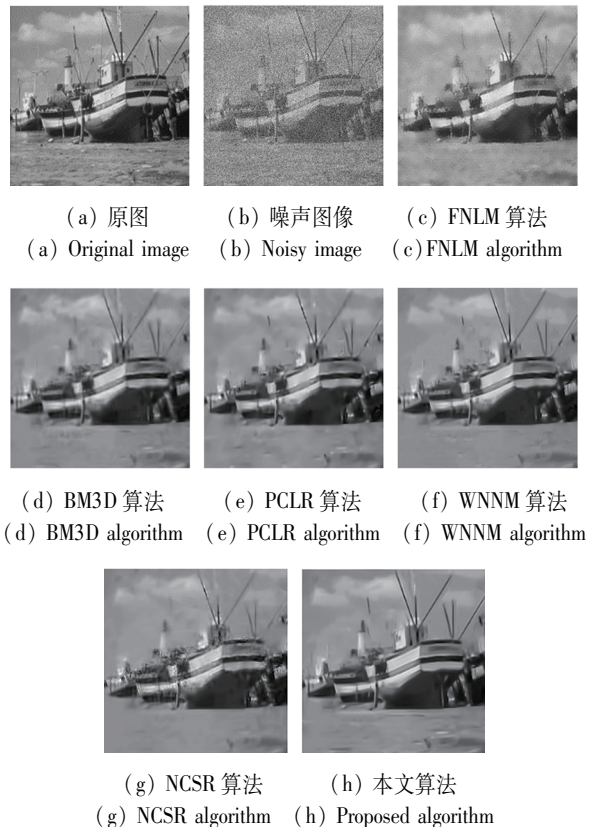 (a) 原图 (b) 噪声图像 (c) FNLM 算法
(a) Original image (b) Noisy image (c)FNLM algorithm
(d) BM3D 算法 (e) PCLR 算法 (f) WNNM 算法
(d) BM3D algorithm (e) PCLR algorithm (f) WNNM algorithm
(g) NCSR 算法 (h) 本文算法
(g) NCSR algorithm (h) Proposed algorithm